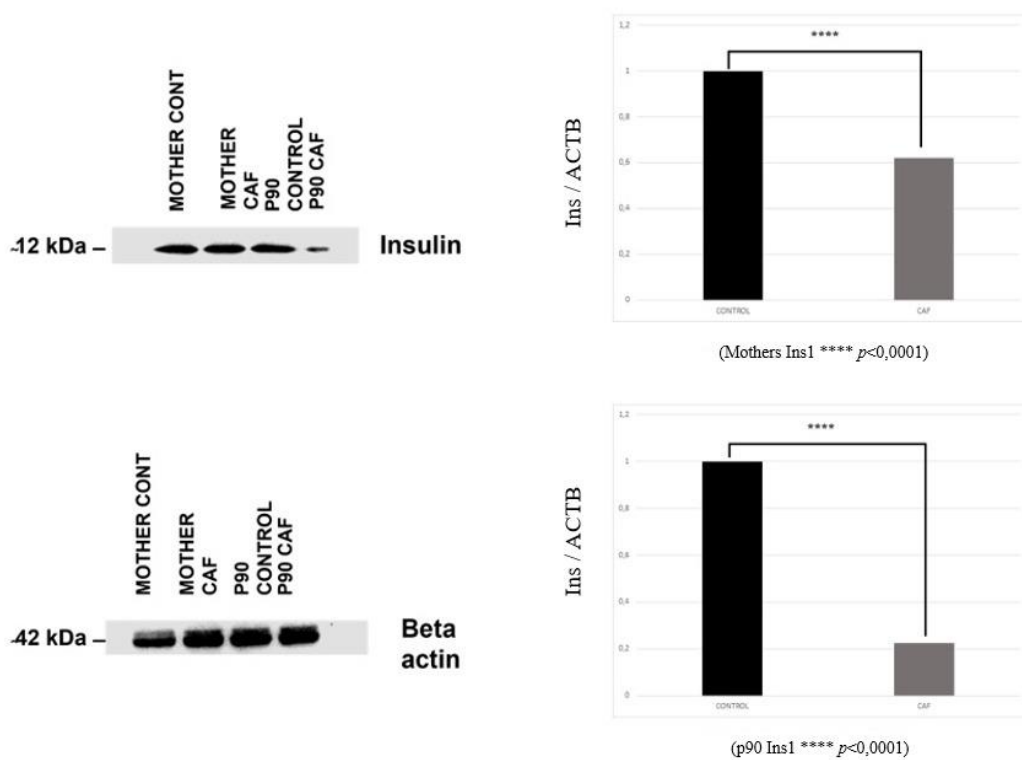 MOTHER CONT
MOTHER
CAF
P90
CONTROL
P90 CAF
~12 kDa –
Insulin
MOTHER CONT
MOTHER
CAF
P90
CONTROL
P90 CAF
42 kDa –
Beta
actin
Ins / ACTB
1,2
1
0,8
0,6
0,4
0,2
0
****
CONTROL
CAF
(Mothers Ins1 **** p<0,0001)
Ins / ACTB
1,2
1
0,8
0,6
0,4
0,2
0
****
CONTROL
CAF
(p90 Ins1 **** p<0,0001)